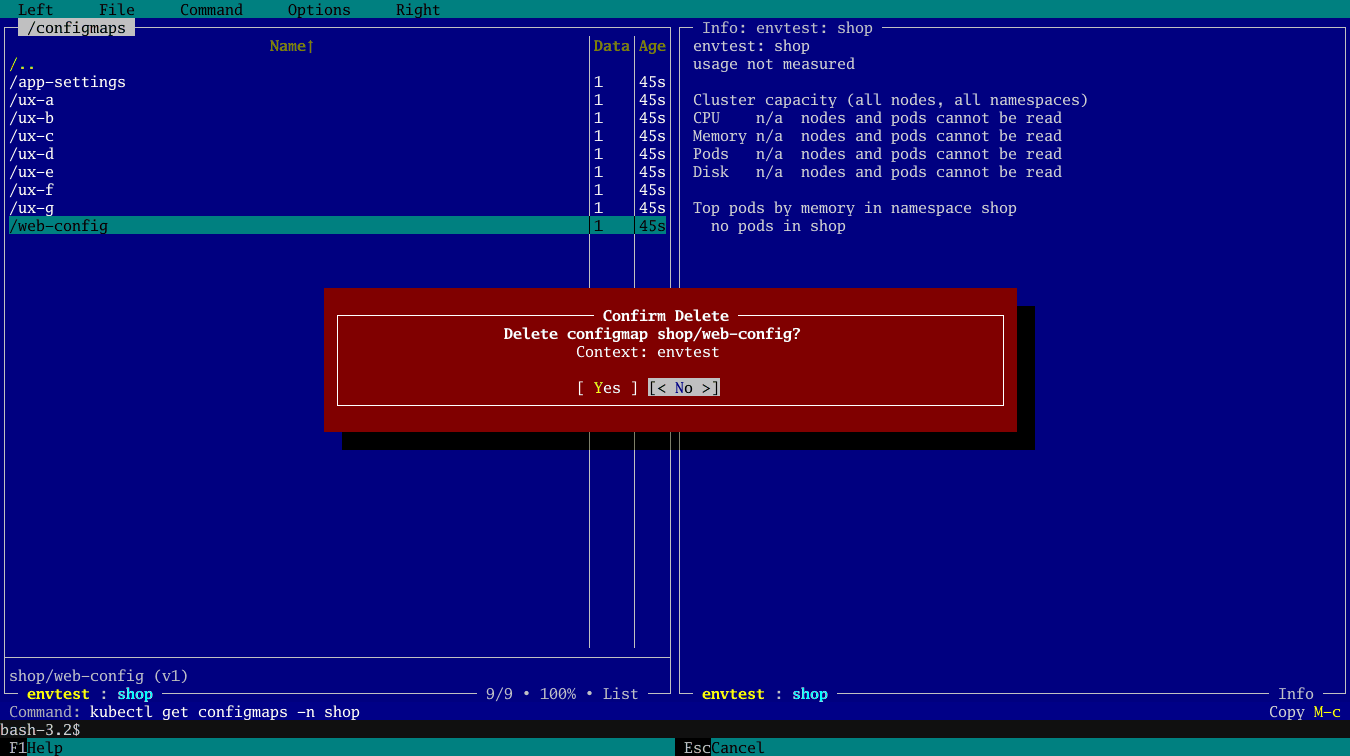 Left File Command Options Right
/configmaps
Name↑ Data Age
/..
/app-settings 1 45s
/ux-a 1 45s
/ux-b 1 45s
/ux-c 1 45s
/ux-d 1 45s
/ux-e 1 45s
/ux-f 1 45s
/ux-g 1 45s
/web-config 1 45s
shop/web-config (v1)
envtest : shop 9/9 • 100% • List
Info: envtest: shop
envtest: shop
usage not measured
Cluster capacity (all nodes, all namespaces)
CPU n/a nodes and pods cannot be read
Memory n/a nodes and pods cannot be read
Pods n/a nodes and pods cannot be read
Disk n/a nodes and pods cannot be read
Top pods by memory in namespace shop
no pods in shop
envtest : shop Info
Confirm Delete
Delete configmap shop/web-config?
Context: envtest
[ Yes ] [< No >]
Command: kubectl get configmaps -n shop Copy M-c
bash-3.2$
F1Help EscCancel